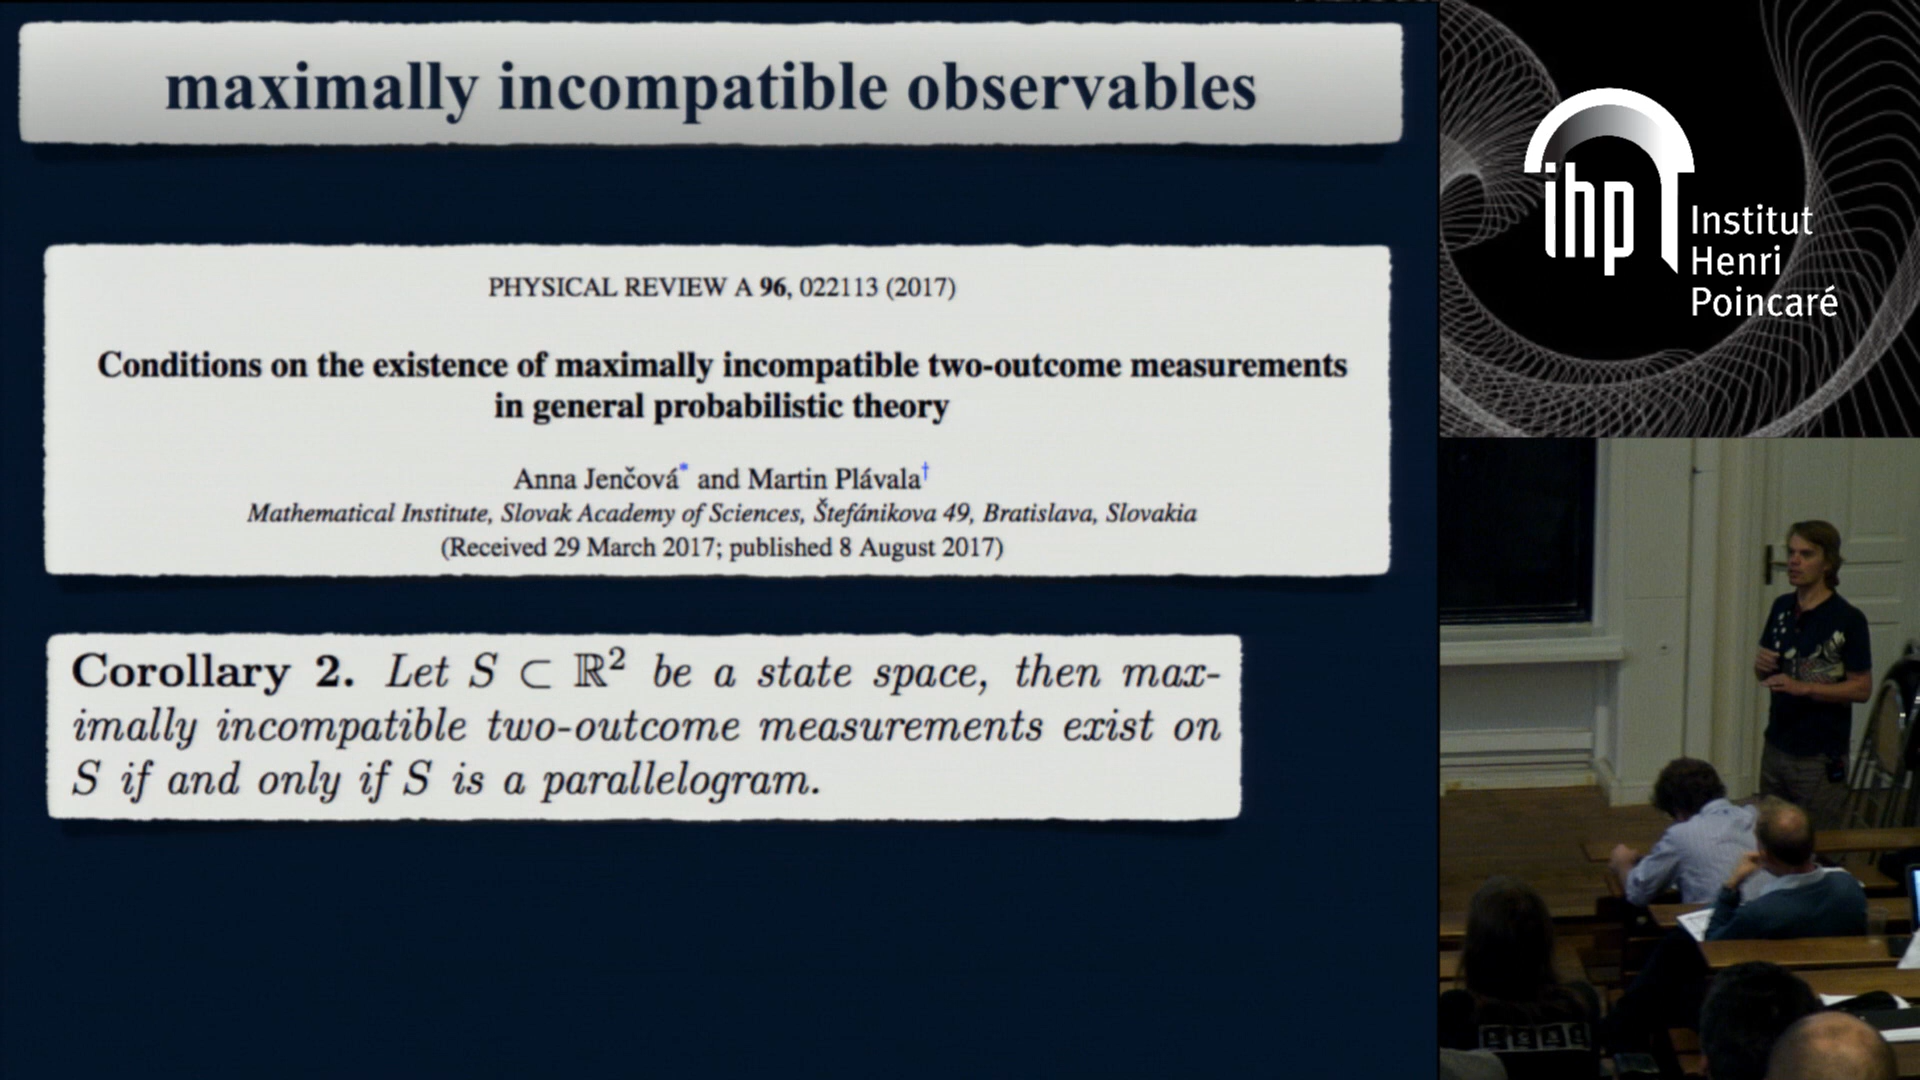 maximally incompatible observables
PHYSICAL REVIEW A 96, 022113 (2017)
Conditions on the existence of maximally incompatible two-outcome measurements
in general probabilistic theory
Anna Jenčová* and Martin Plávala†
Mathematical Institute, Slovak Academy of Sciences, Štefánikova 49, Bratislava, Slovakia
(Received 29 March 2017; published 8 August 2017)
Corollary 2. Let S ⊂ ℝ² be a state space, then max-
imally incompatible two-outcome measurements exist on
S if and only if S is a parallelogram.
ihp
Institut
Henri
Poincaré